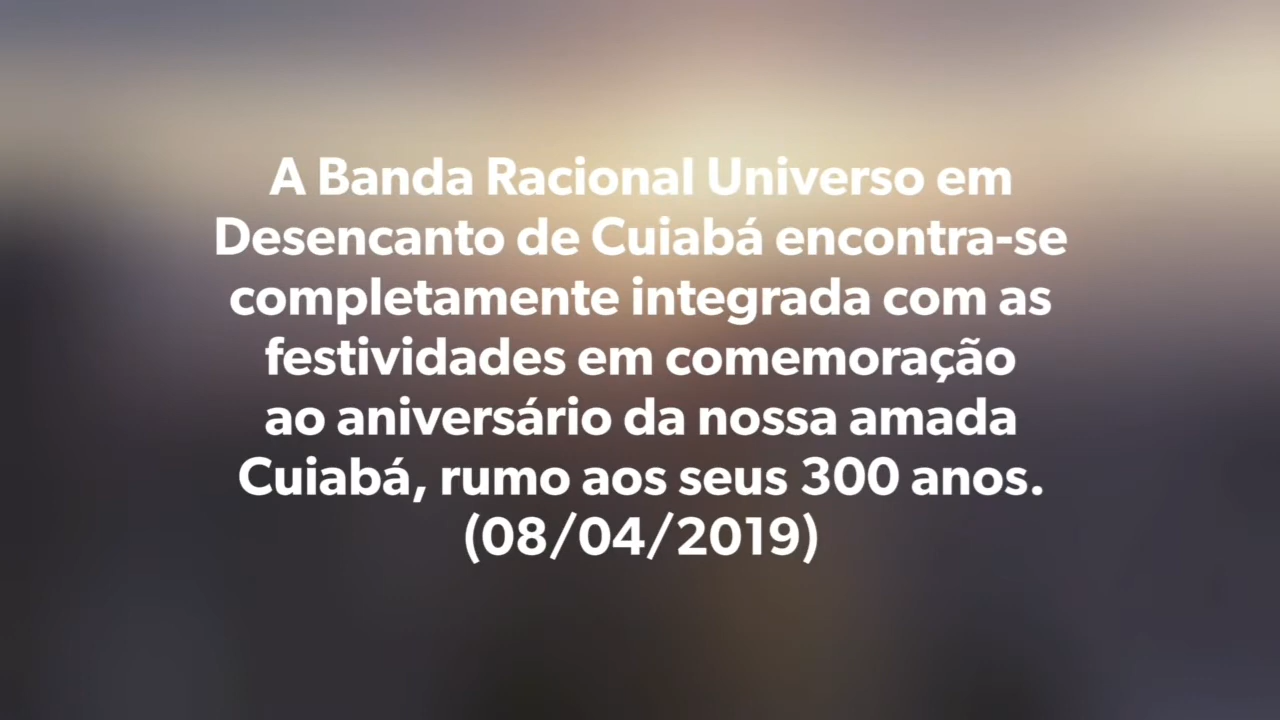 A Banda Racional Universo em
Desencanto de Cuiabá encontra-se
completamente integrada com as
festividades em comemoração
ao aniversário da nossa amada
Cuiabá, rumo aos seus 300 anos.
(08/04/2019)